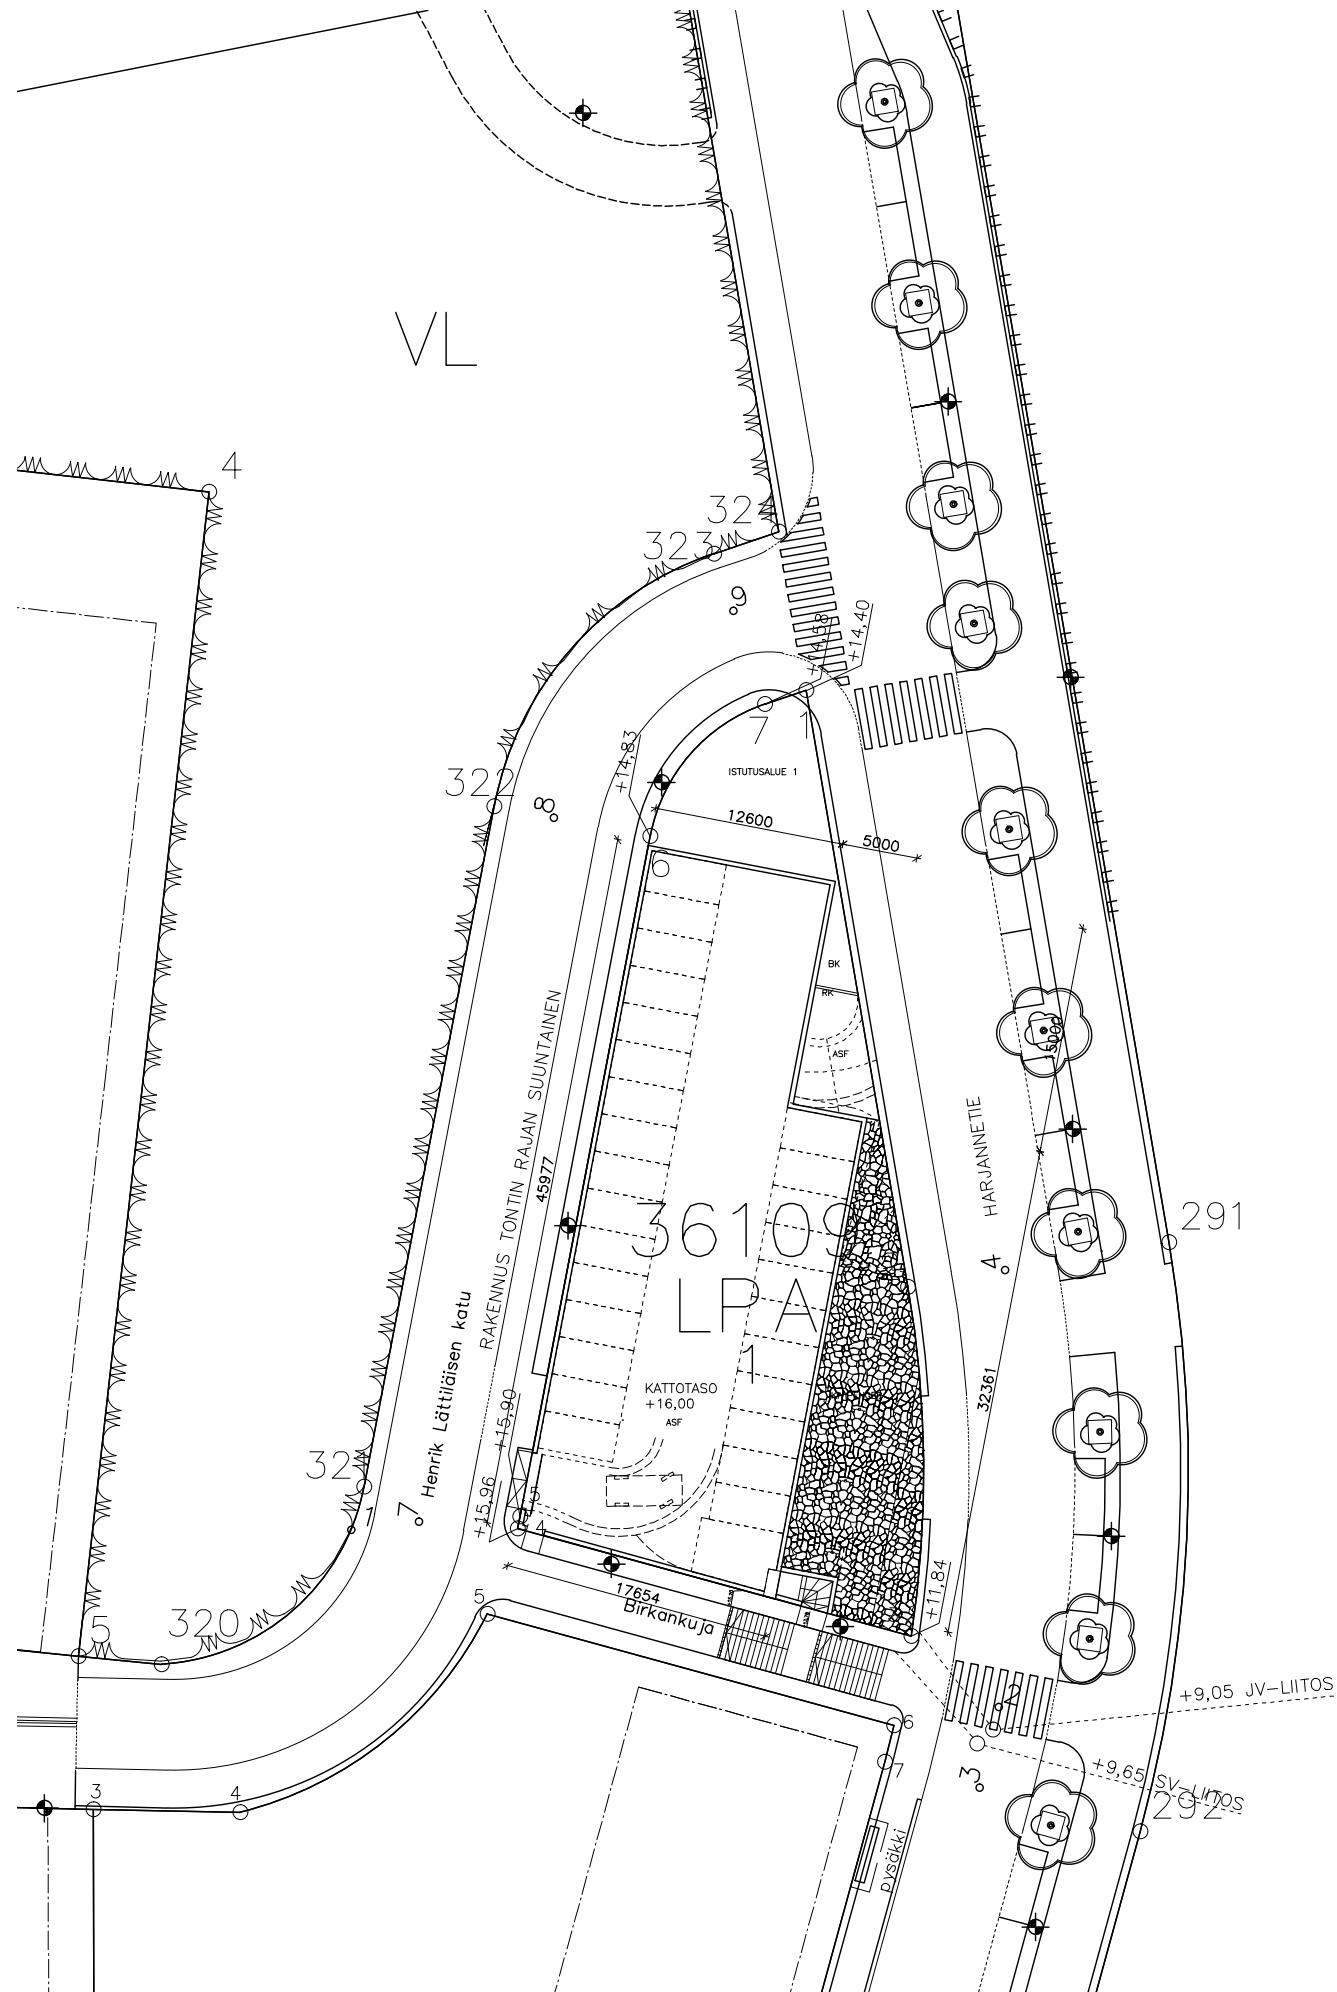 VL
4
323
9
+14,58
+14,40
7
1
+14,83
ISTUTUSALUE 1
322
8
12600
5000
6
BK
RK
ASF
RAKENNUS TONTIN RAJAN SUUNTAINEN
45977
HARJANNETIE
4
291
LPA
1
Henrik Lättiläisen katu
KATTOTASO
+16,00
ASF
32361
+15,90
+15,96
7
1
5
4
+11,84
17654
Birkankuja
5
5
320
2
+9,05 JV-LIITOS
6
7
3
+9,65 SV-LIITOS
292
3
4
pysäkki